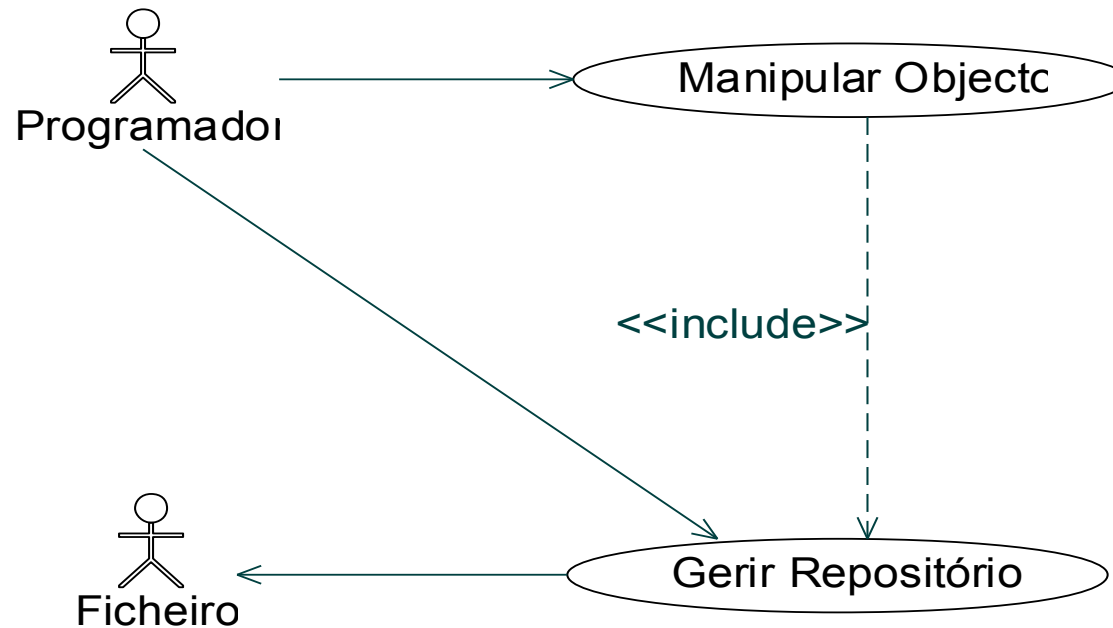 Manipular Objecto
Programador
<<include>>
Gerir Repositório
Ficheiro